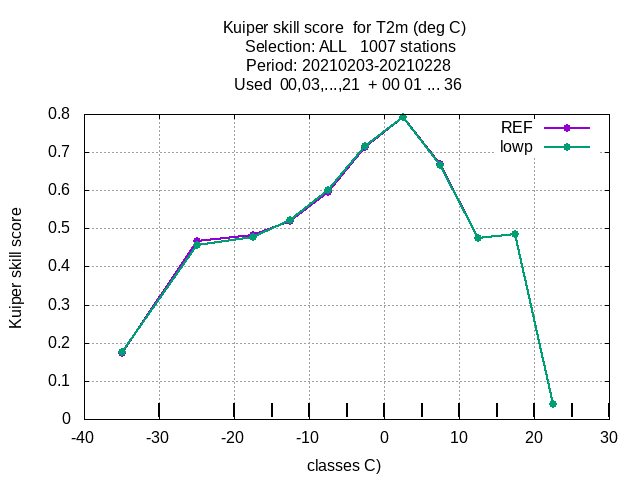 Kuiper skill score  for T2m (deg C)
Selection: ALL   1007 stations
Period: 20210203-20210228
Used  00,03,...,21  + 00 01 ... 36
REF
lowp
Kuiper skill score
0.8
0.7
0.6
0.5
0.4
0.3
0.2
0.1
0
-40 -30 -20 -10 0 10 20 30
classes C)